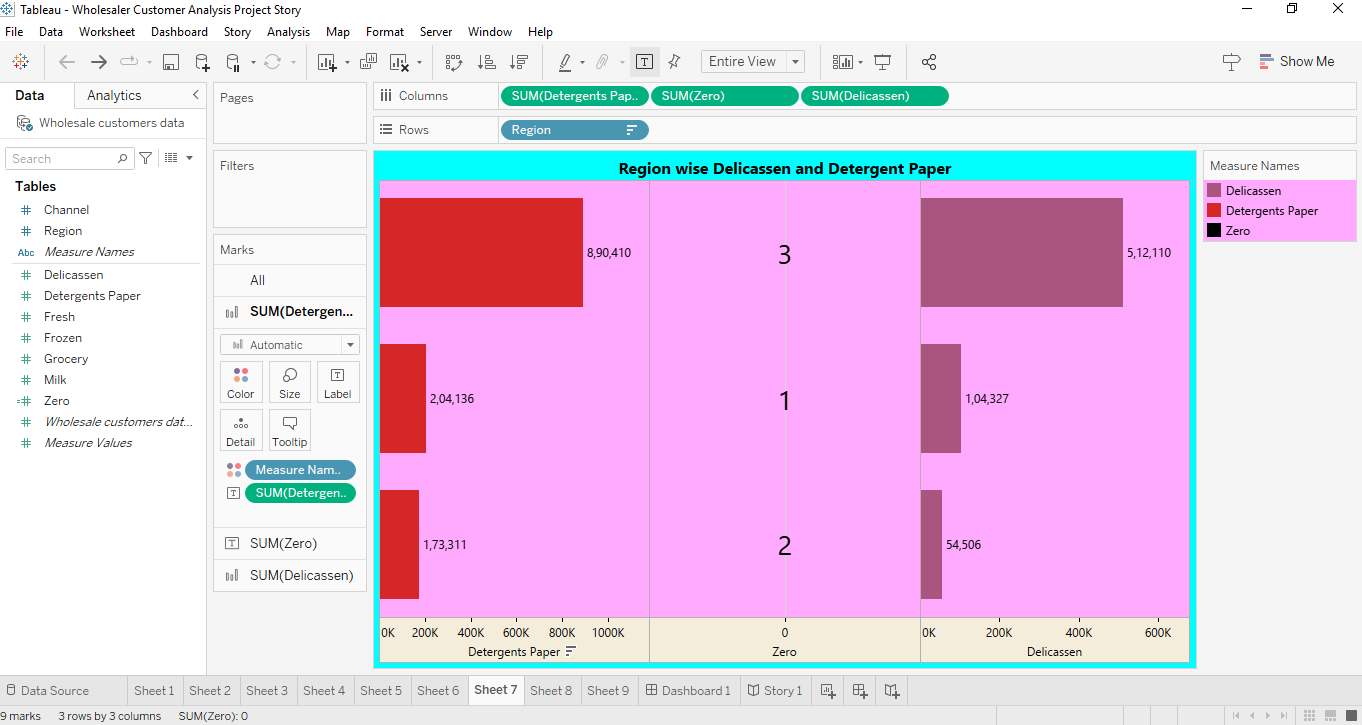 Tableau - Wholesaler Customer Analysis Project Story
File Data Worksheet Dashboard Story Analysis Map Format Server Window Help
Entire View
Show Me
Data Analytics
Wholesale customers data
Search
Tables
Channel
Region
Abc Measure Names
Delicassen
Detergents Paper
Fresh
Frozen
Grocery
Milk
Zero
Wholesale customers dat...
Measure Values
Pages
Filters
Marks
All
SUM(Detergen...
Automatic
Color Size Label
Detail Tooltip
Measure Nam..
SUM(Detergen..
SUM(Zero)
SUM(Delicassen)
Columns SUM(Detergents Pap.. SUM(Zero) SUM(Delicassen)
Rows Region
Region wise Delicassen and Detergent Paper
8,90,410 3 5,12,110
2,04,136 1 1,04,327
1,73,311 2 54,506
0K 200K 400K 600K 800K 1000K 0 0K 200K 400K 600K
Detergents Paper Zero Delicassen
Measure Names
Delicassen
Detergents Paper
Zero
Data Source Sheet 1 Sheet 2 Sheet 3 Sheet 4 Sheet 5 Sheet 6 Sheet 7 Sheet 8 Sheet 9 Dashboard 1 Story 1
9 marks 3 rows by 3 columns SUM(Zero): 0